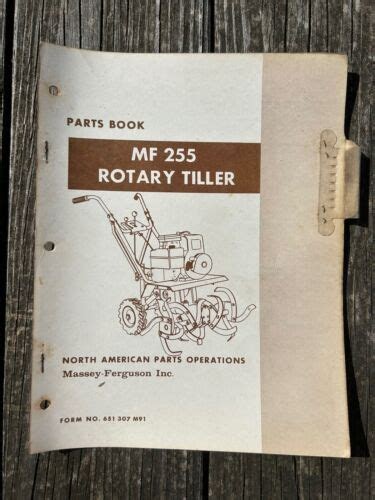 PARTS BOOK
MF 255
ROTARY TILLER
NORTH AMERICAN PARTS OPERATIONS
Massey-Ferguson Inc.
FORM NO. 651 307 M91